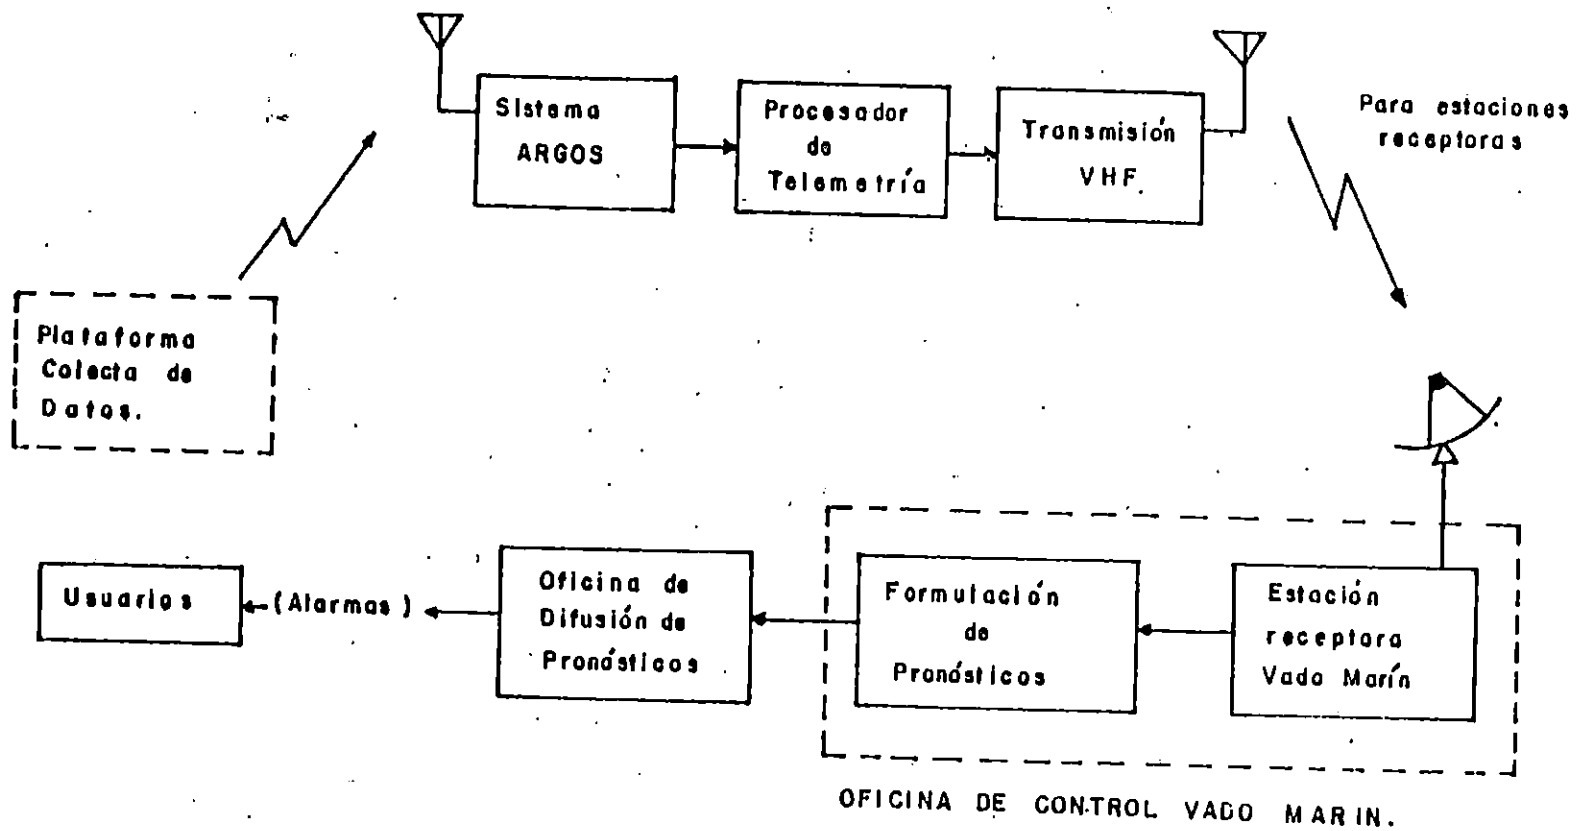 Sistema
ARGOS
Procesador
de
Telemetría
Transmisión
VHF.
Para estaciones
receptoras
Plataforma
Colecta de
Datos.
Usuarios
(Alarmas)
Oficina de
Difusión de
Pronósticos
Formulación
de
Pronósticos
Estación
receptora
Vado Marín
OFICINA DE CONTROL VADO MARIN.